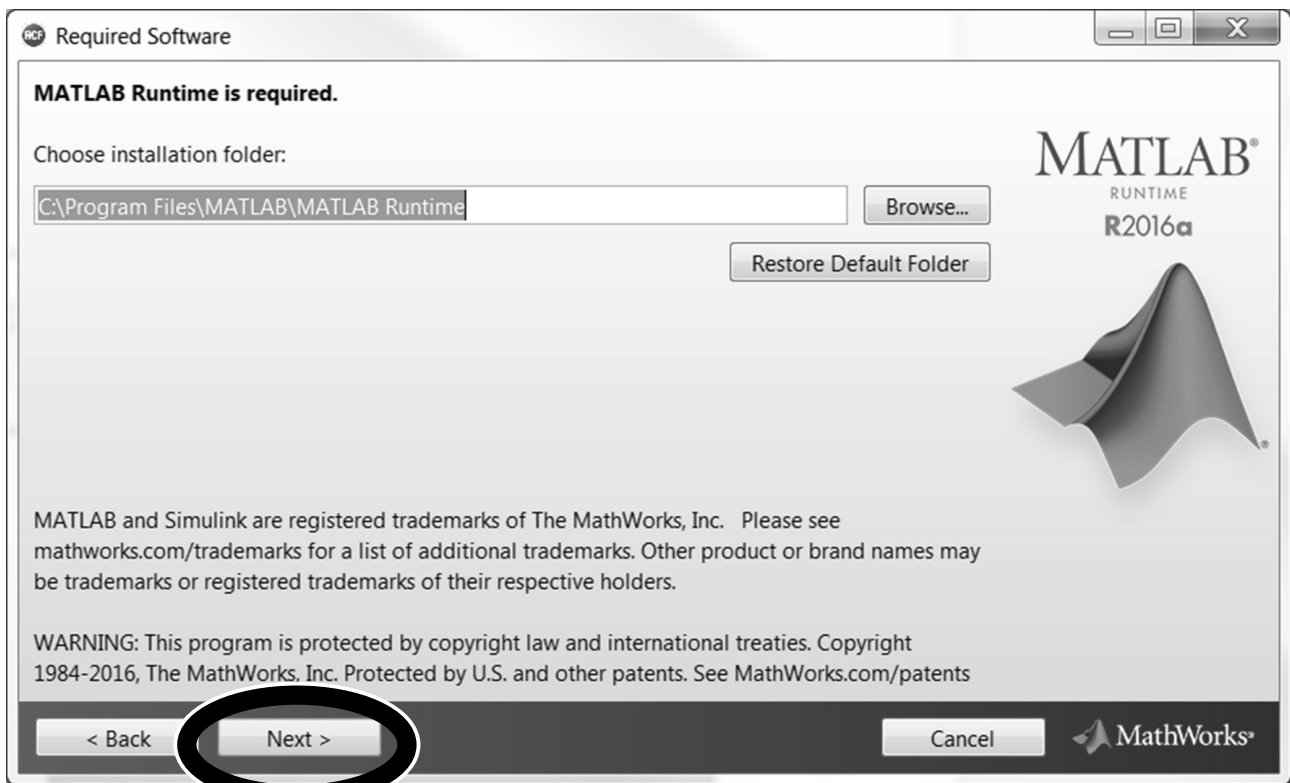 RCF Required Software
MATLAB Runtime is required.
Choose installation folder:
C:\Program Files\MATLAB\MATLAB Runtime
Browse...
Restore Default Folder
MATLAB®
RUNTIME
R2016a
®
MATLAB and Simulink are registered trademarks of The MathWorks, Inc. Please see
mathworks.com/trademarks for a list of additional trademarks. Other product or brand names may
be trademarks or registered trademarks of their respective holders.
WARNING: This program is protected by copyright law and international treaties. Copyright
1984-2016, The MathWorks, Inc. Protected by U.S. and other patents. See MathWorks.com/patents
< Back Next > Cancel MathWorks®